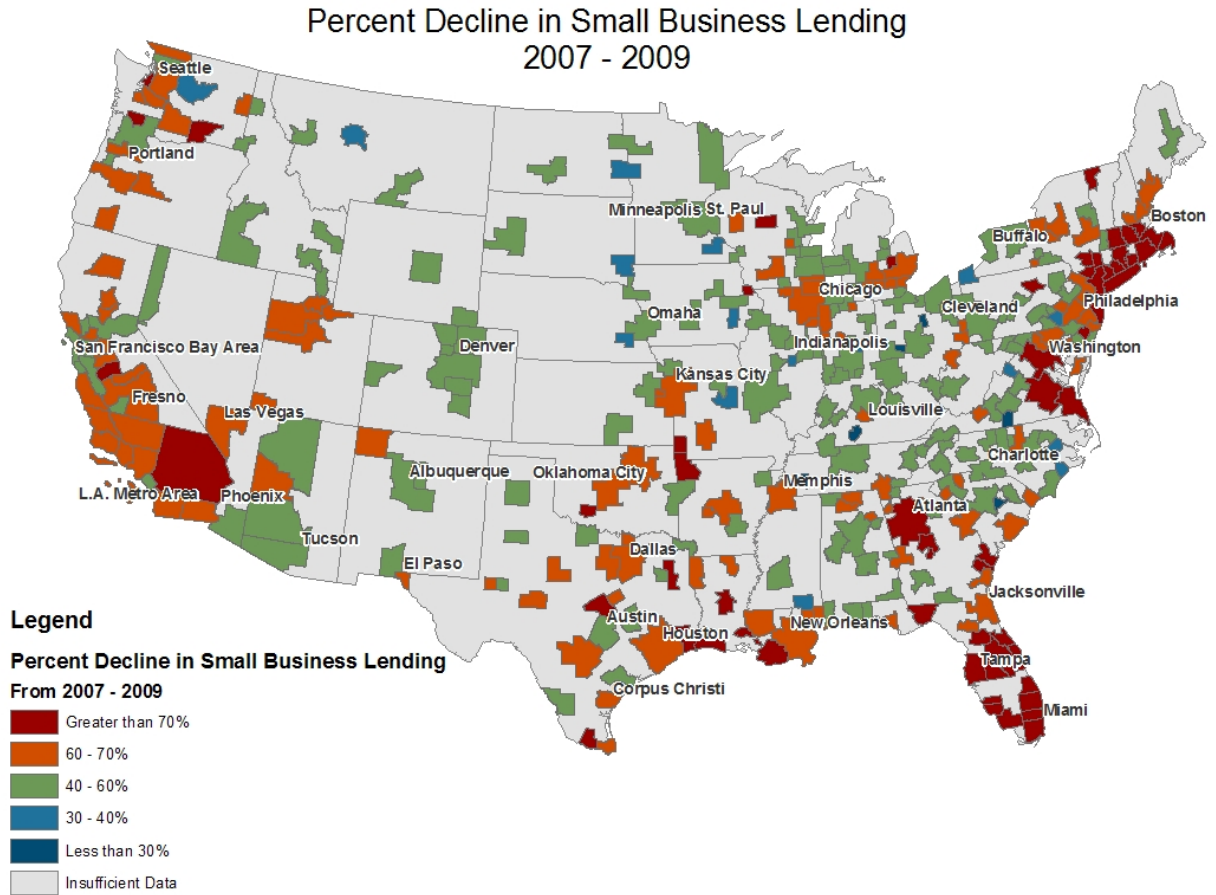 Percent Decline in Small Business Lending
2007 - 2009
Seattle
Portland
Minneapolis St. Paul
Boston
Buffalo
Chicago
Cleveland
Philadelphia
Omaha
San Francisco Bay Area
Denver
Indianapolis
Washington
Kansas City
Fresno
Las Vegas
Louisville
Charlotte
Albuquerque
Oklahoma City
Memphis
L.A. Metro Area
Phoenix
Atlanta
Tucson
Dallas
El Paso
Jacksonville
Austin
New Orleans
Houston
Tampa
Corpus Christi
Miami
Legend
Percent Decline in Small Business Lending
From 2007 - 2009
Greater than 70%
60 - 70%
40 - 60%
30 - 40%
Less than 30%
Insufficient Data